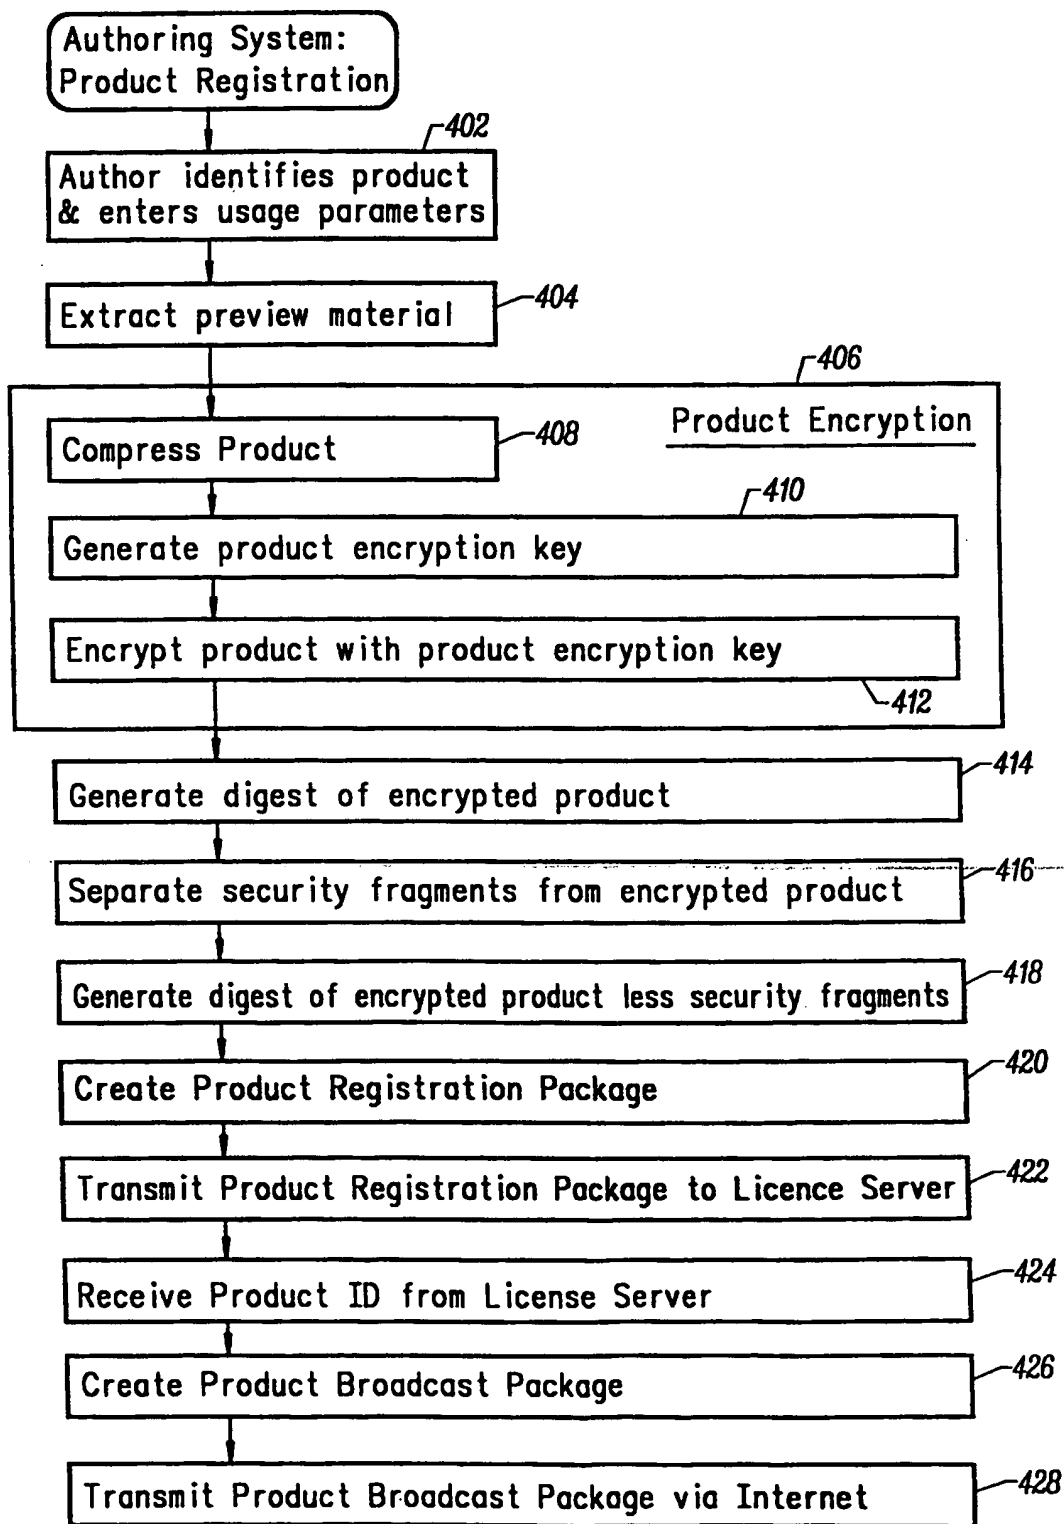 Authoring System:
Product Registration
402
Author identifies product
& enters usage parameters
404
Extract preview material
406
Product Encryption
408
Compress Product
410
Generate product encryption key
Encrypt product with product encryption key
412
414
Generate digest of encrypted product
416
Separate security fragments from encrypted product
418
Generate digest of encrypted product less security fragments
420
Create Product Registration Package
422
Transmit Product Registration Package to Licence Server
424
Receive Product ID from License Server
426
Create Product Broadcast Package
428
Transmit Product Broadcast Package via Internet